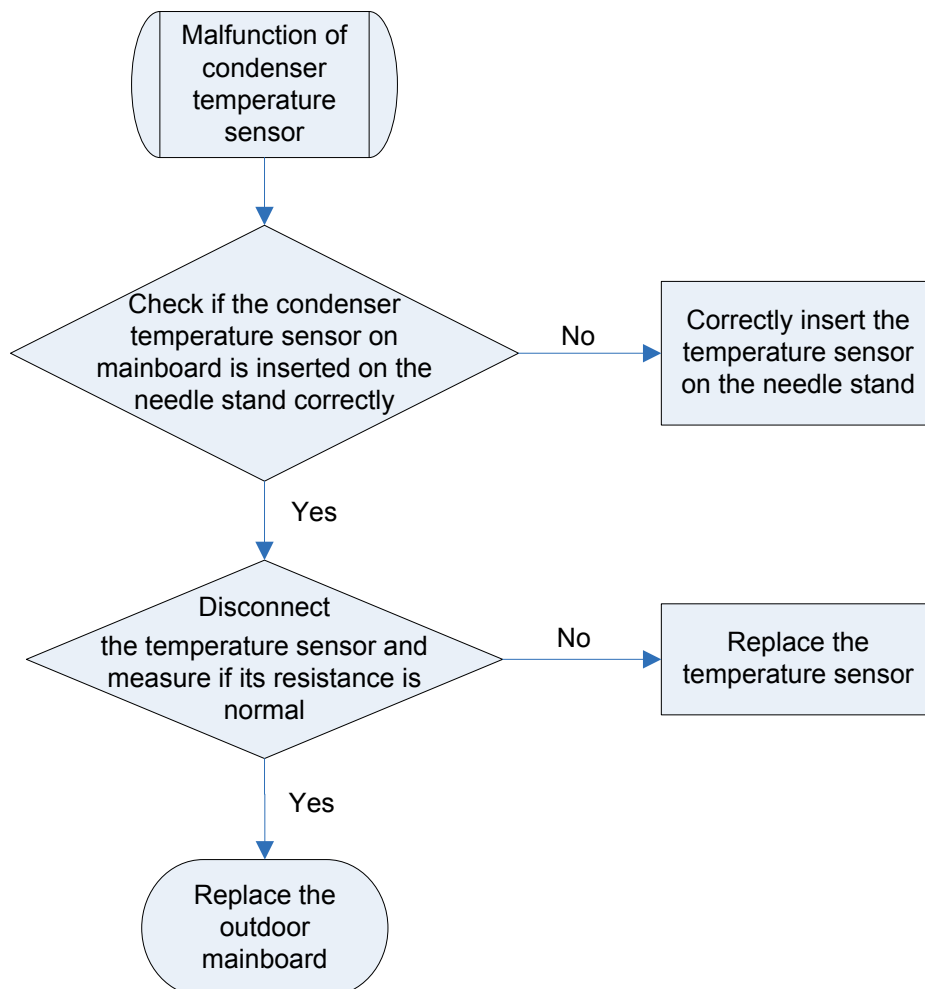 Malfunction of
condenser
temperature
sensor
Check if the condenser
temperature sensor on
mainboard is inserted on the
needle stand correctly
No
Correctly insert the
temperature sensor
on the needle stand
Yes
Disconnect
the temperature sensor and
measure if its resistance is
normal
No
Replace the
temperature sensor
Yes
Replace the
outdoor
mainboard